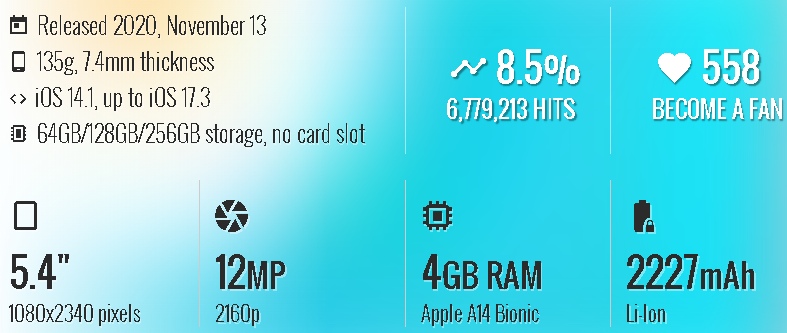 Released 2020, November 13
135g, 7.4mm thickness
iOS 14.1, up to iOS 17.3
64GB/128GB/256GB storage, no card slot
8.5%
6,779,213 HITS
558
BECOME A FAN
5.4"
1080x2340 pixels
12MP
2160p
4GB RAM
Apple A14 Bionic
2227mAh
Li-Ion